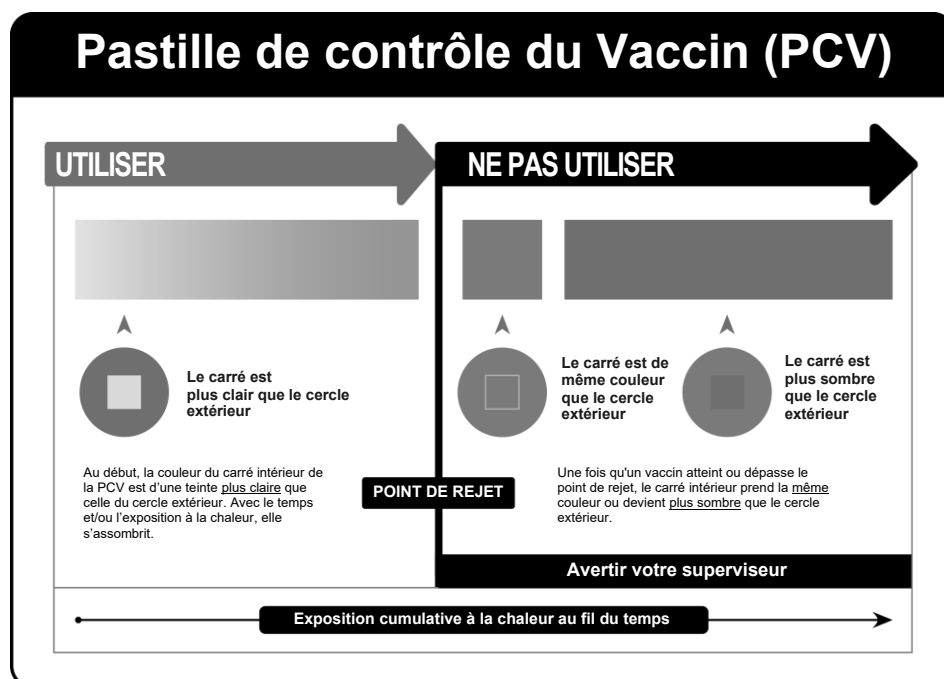 Pastille de contrôle du Vaccin (PCV)
UTILISER
NE PAS UTILISER
Le carré est
plus clair que le cercle
extérieur
Le carré est de
même couleur
que le cercle
extérieur
Le carré est
plus sombre
que le cercle
extérieur
Au début, la couleur du carré intérieur de
la PCV est d’une teinte plus claire que
celle du cercle extérieur. Avec le temps
et/ou l’exposition à la chaleur, elle
s’assombrit.
POINT DE REJET
Une fois qu'un vaccin atteint ou dépasse le
point de rejet, le carré intérieur prend la même
couleur ou devient plus sombre que le cercle
extérieur.
Avertir votre superviseur
Exposition cumulative à la chaleur au fil du temps